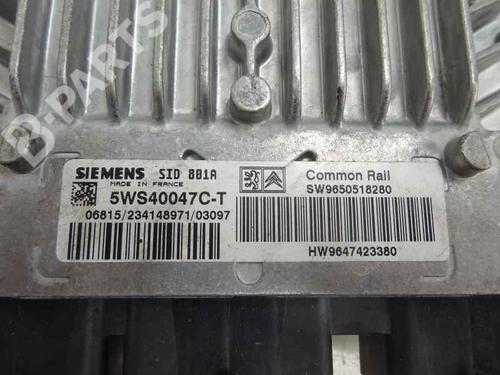 B-PARTS
SIEMENS SID 801A
MADE IN FRANCE
5WS40047C-T
06815/234148971/03097
Common Rail
SW9650518280
HW9647423380